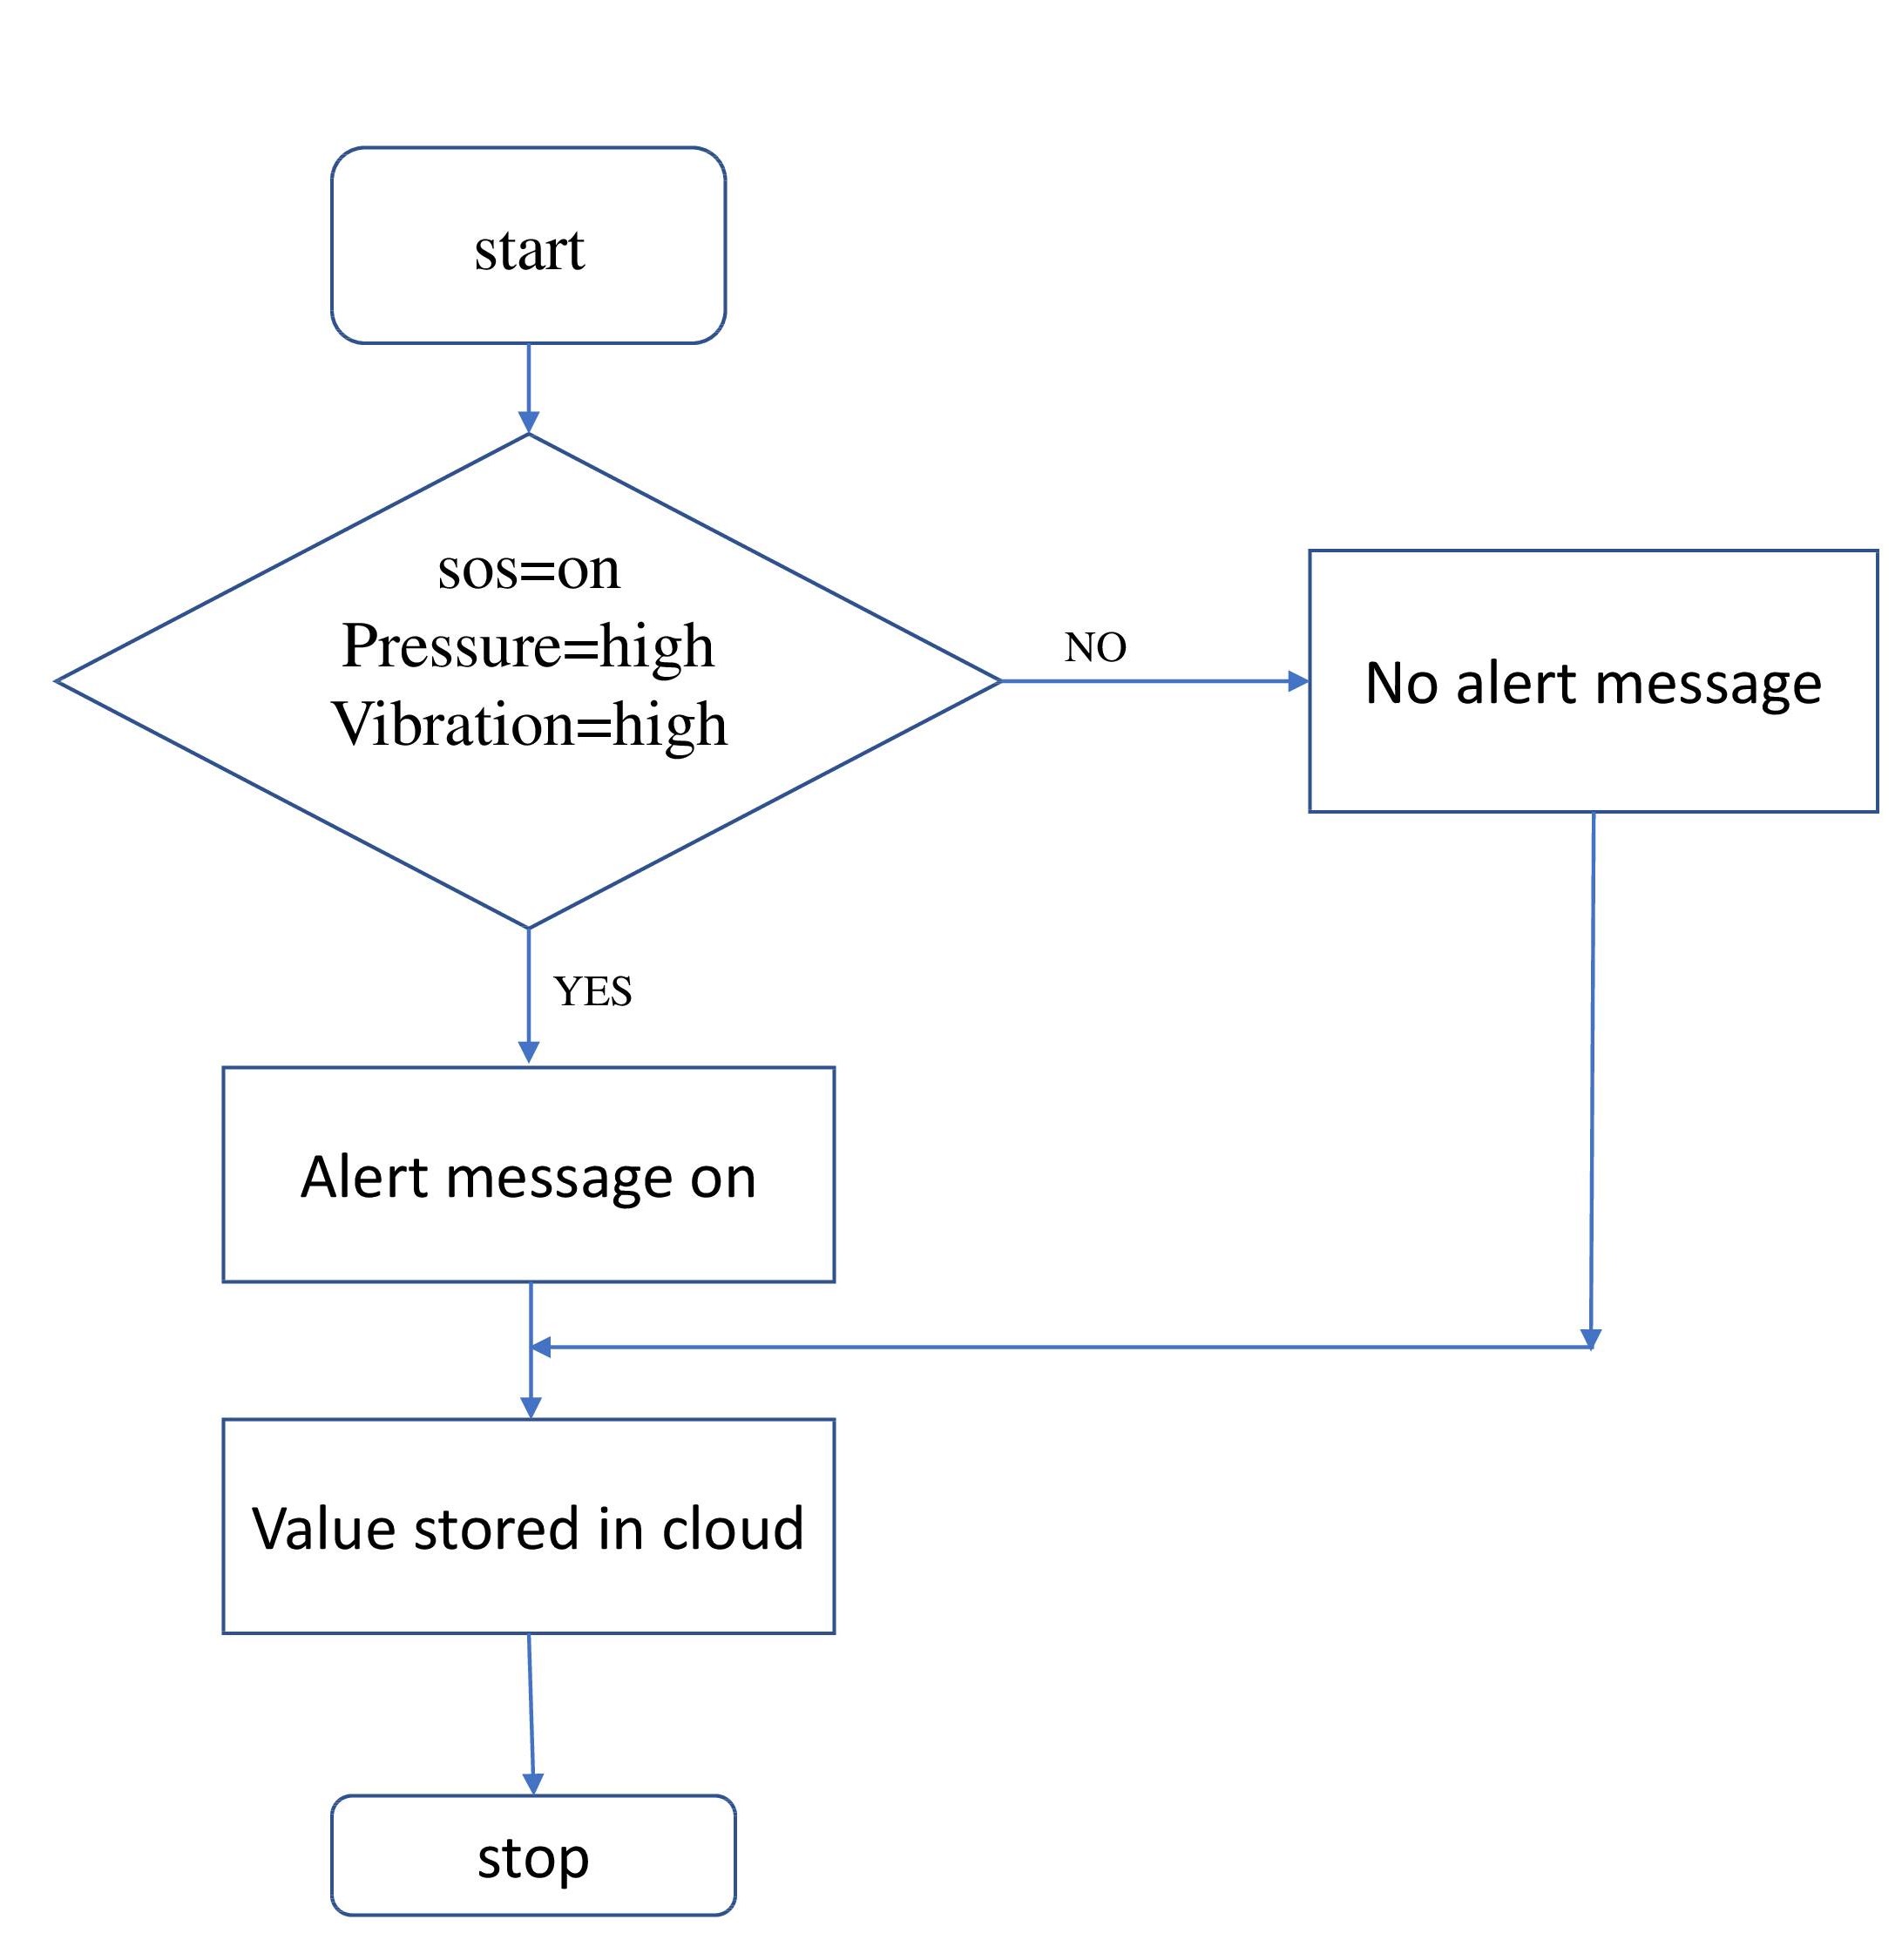 start
sos=on
Pressure=high
Vibration=high
NO
No alert message
YES
Alert message on
Value stored in cloud
stop